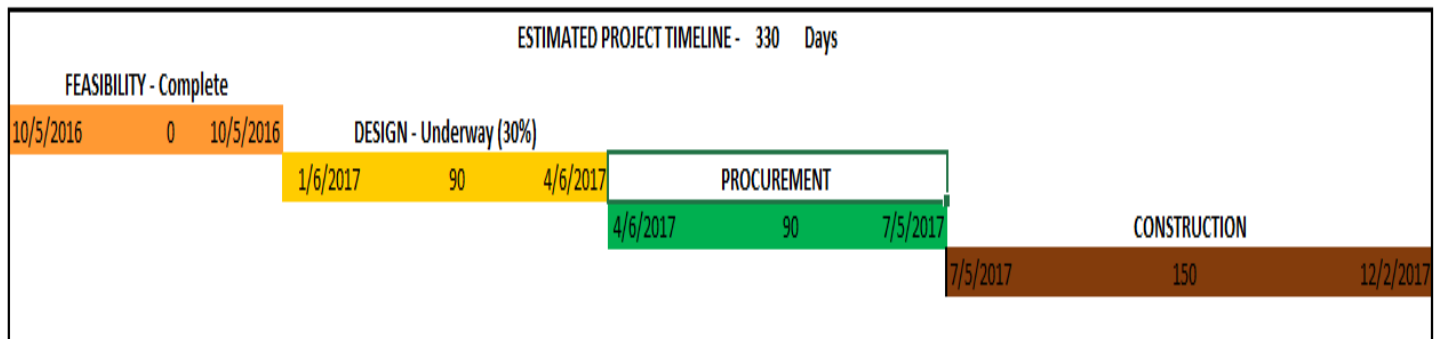 ESTIMATED PROJECT TIMELINE - 330 Days
FEASIBILITY - Complete
10/5/2016 0 10/5/2016
DESIGN - Underway (30%)
1/6/2017 90 4/6/2017
PROCUREMENT
4/6/2017 90 7/5/2017
CONSTRUCTION
7/5/2017 150 12/2/2017